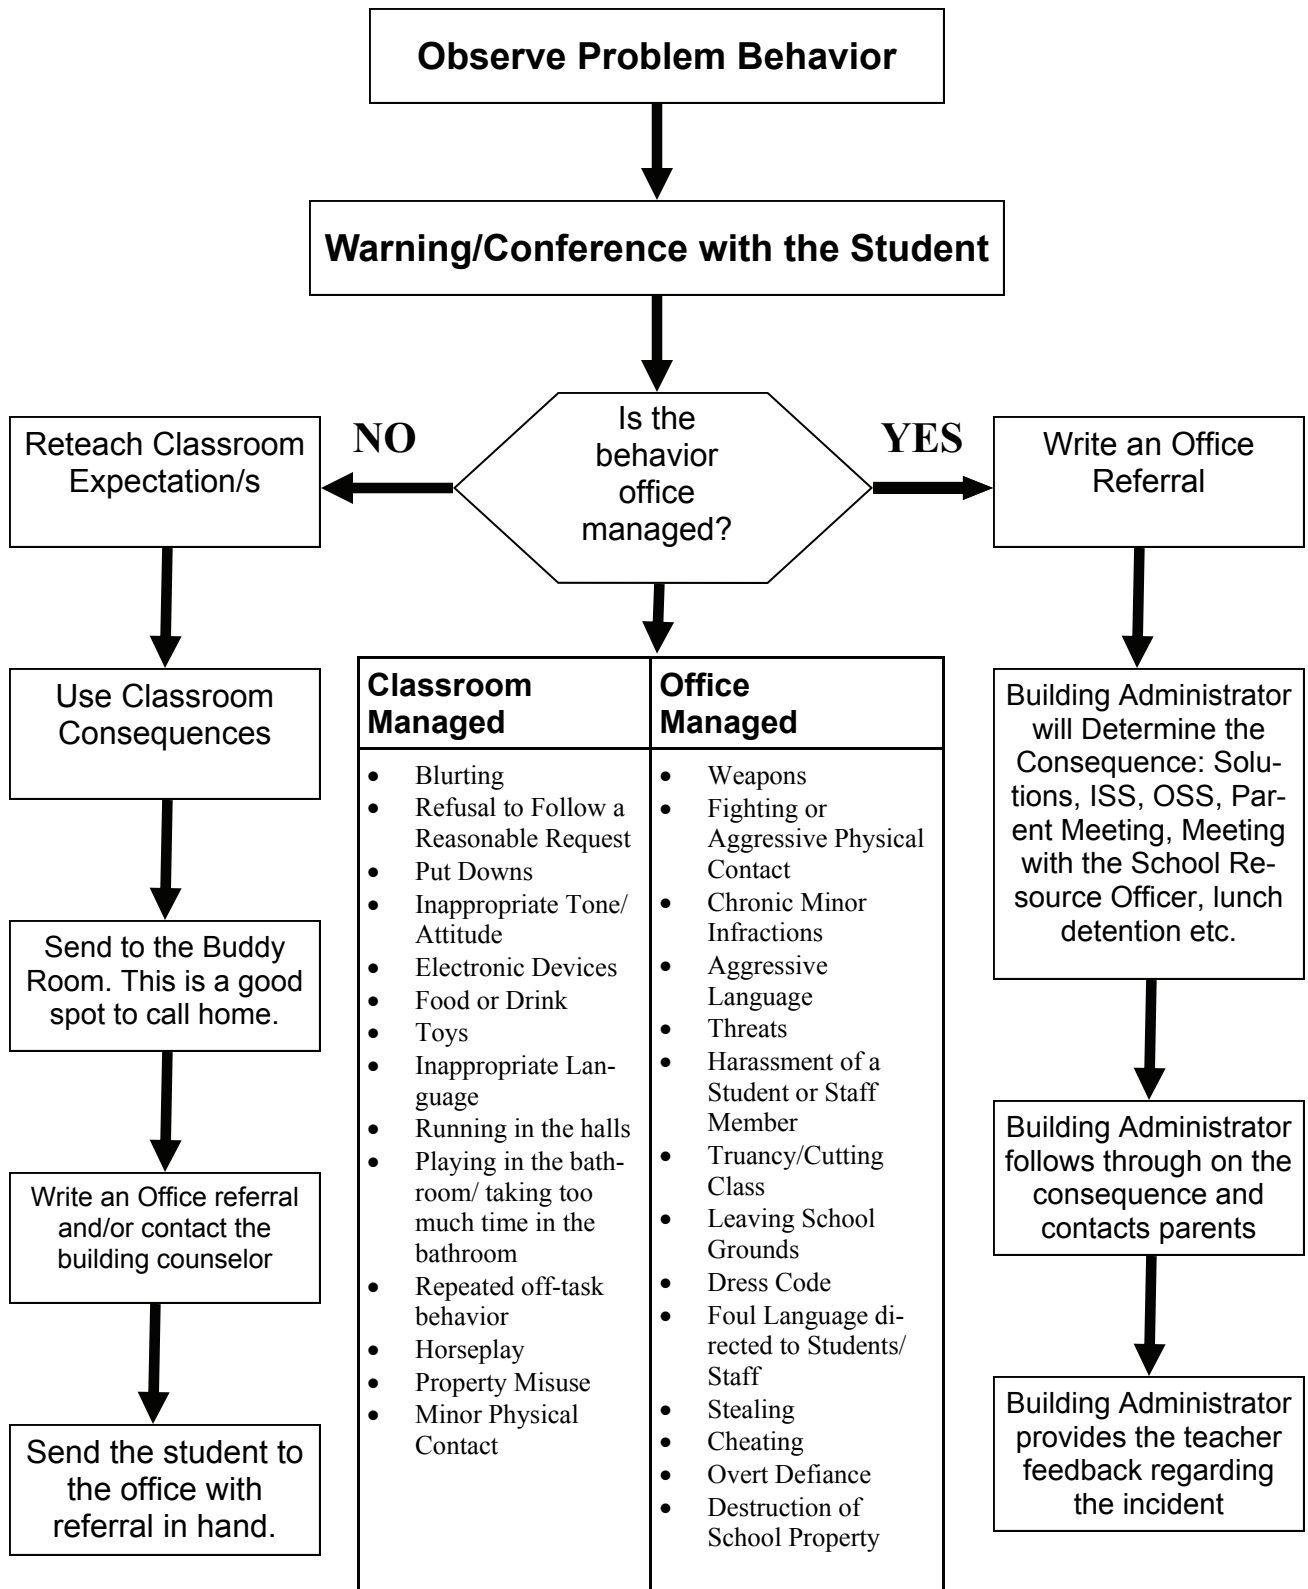 Observe Problem Behavior
Warning/Conference with the Student
Is the
behavior
office
managed?
NO
YES
Reteach Classroom
Expectation/s
Use Classroom
Consequences
Send to the Buddy
Room. This is a good
spot to call home.
Write an Office referral
and/or contact the
building counselor
Send the student to
the office with
referral in hand.
Classroom
Managed
• Blurting
• Refusal to Follow a
Reasonable Request
• Put Downs
• Inappropriate Tone/
Attitude
• Electronic Devices
• Food or Drink
• Toys
• Inappropriate Lan-
guage
• Running in the halls
• Playing in the bath-
room/ taking too
much time in the
bathroom
• Repeated off-task
behavior
• Horseplay
• Property Misuse
• Minor Physical
Contact
Office
Managed
• Weapons
• Fighting or
Aggressive Physical
Contact
• Chronic Minor
Infractions
• Aggressive
Language
• Threats
• Harassment of a
Student or Staff
Member
• Truancy/Cutting
Class
• Leaving School
Grounds
• Dress Code
• Foul Language di-
rected to Students/
Staff
• Stealing
• Cheating
• Overt Defiance
• Destruction of
School Property
Write an Office
Referral
Building Administrator
will Determine the
Consequence: Solu-
tions, ISS, OSS, Par-
ent Meeting, Meeting
with the School Re-
source Officer, lunch
detention etc.
Building Administrator
follows through on the
consequence and
contacts parents
Building Administrator
provides the teacher
feedback regarding
the incident